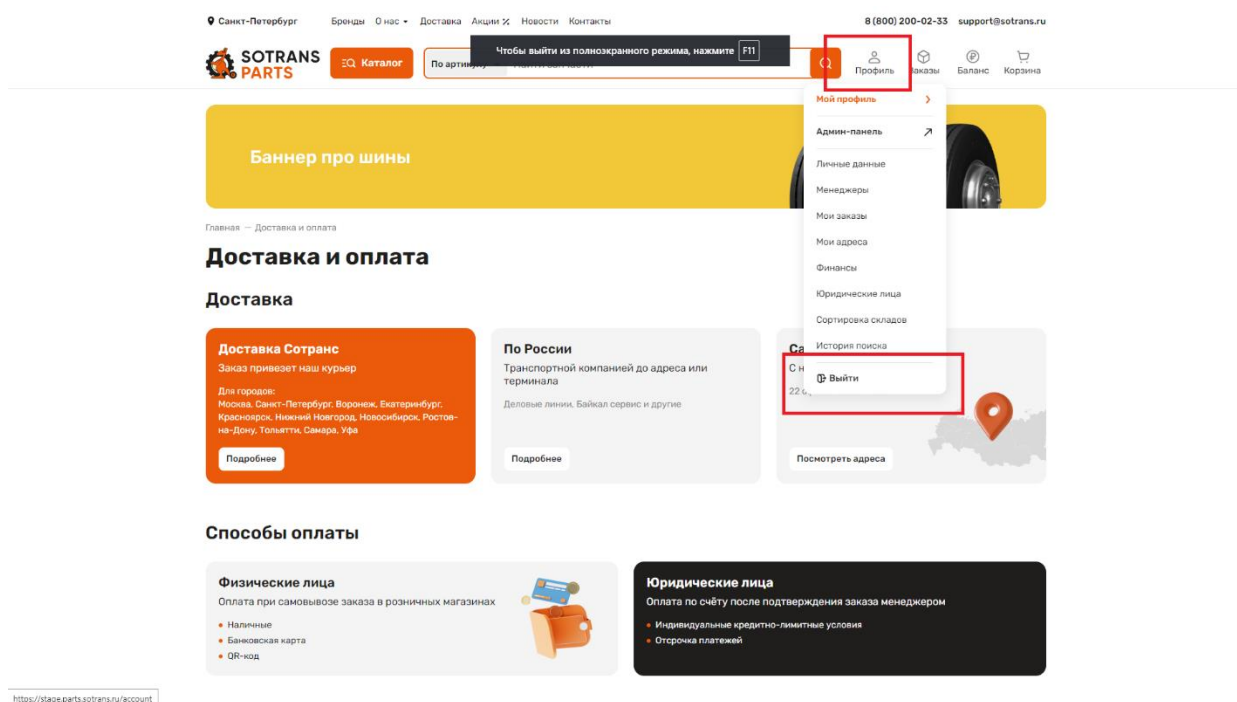 Санкт-Петербург Бренды О нас Доставка Акции Новости Контакты 8 (800) 200-02-33 support@sotrans.ru
Чтобы выйти из полноэкранного режима, нажмите F11
SOTRANS
PARTS
Каталог
По
Профиль
Баланс
Корзина
Мой профиль
Админ-панель
Личные данные
Менеджеры
Мои заказы
Мои адреса
Финансы
Юридические лица
Сортировка складов
История поиска
Выйти
Баннер про шины
Главная — Доставка и оплата
Доставка и оплата
Доставка
Доставка Сотранс
Заказ привезет наш курьер
Для городов:
Москва, Санкт-Петербург, Воронеж, Екатеринбург,
Красноярск, Нижний Новгород, Новосибирск, Ростов-
на-Дону, Тольятти, Самара, Уфа
Подробнее
По России
Транспортной компанией до адреса или
терминала
Деловые линии, Байкал сервис и другие
Подробнее
22
Посмотреть адреса
Способы оплаты
Физические лица
Оплата при самовывозе заказа в розничных магазинах
Наличные
Банковская карта
QR-код
Юридические лица
Оплата по счёту после подтверждения заказа менеджером
Индивидуальные кредитно-лимитные условия
Отсрочка платежей
https://stage.parts.sotrans.ru/account